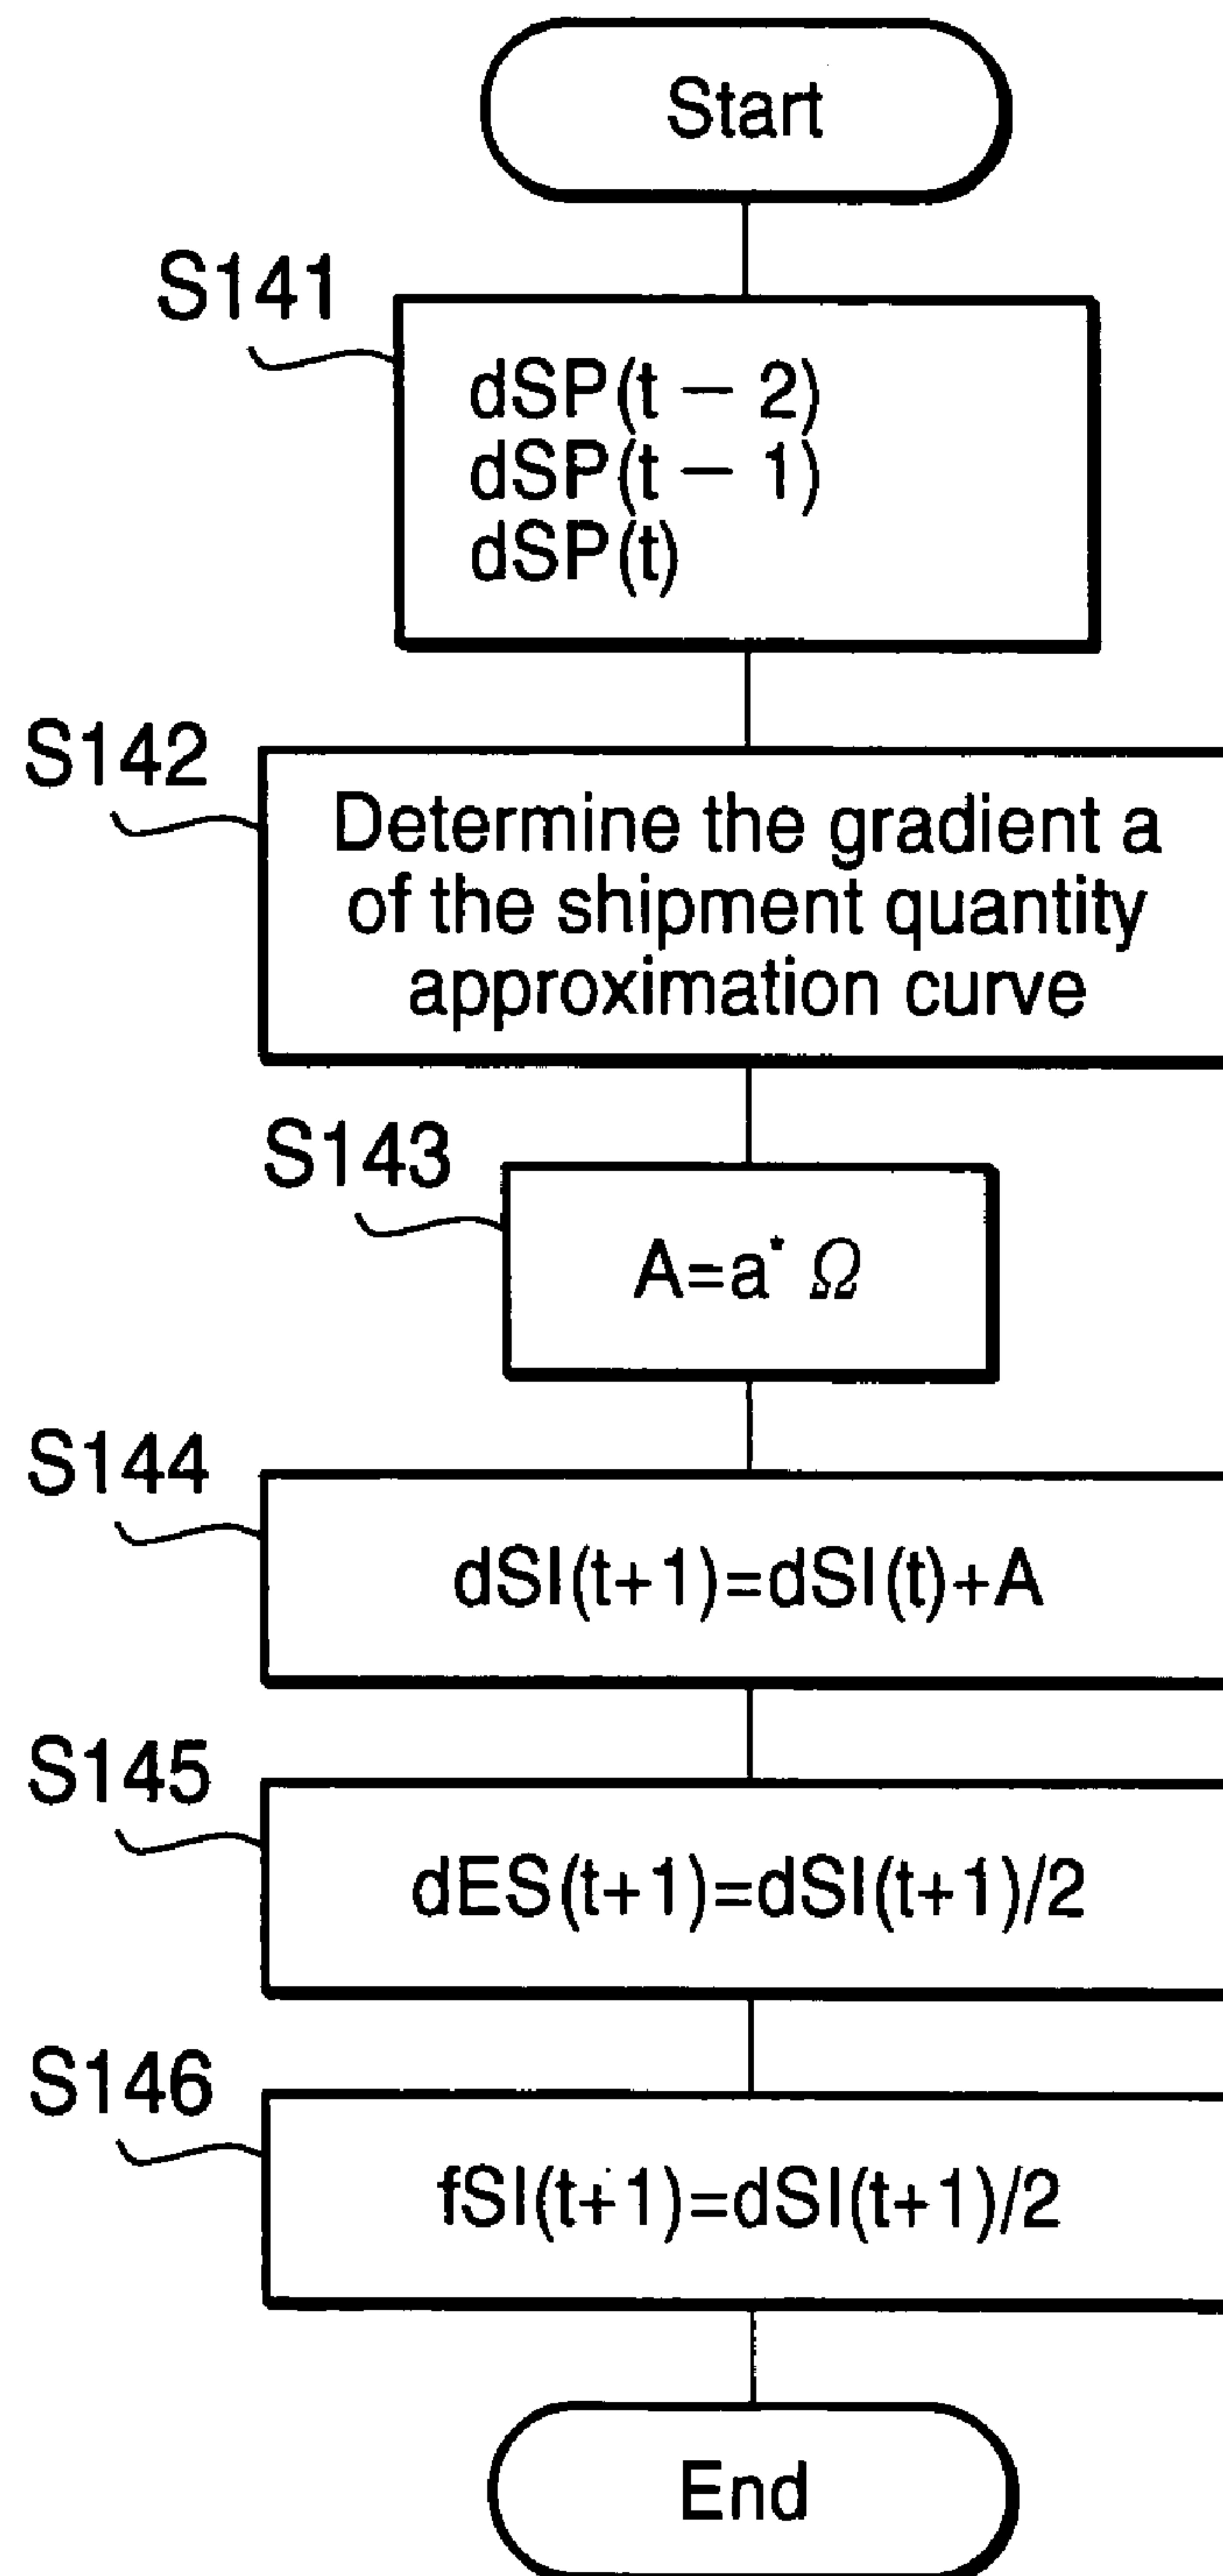 Start
S141
dSP(t − 2)
dSP(t − 1)
dSP(t)
S142
Determine the gradient a
of the shipment quantity
approximation curve
S143
A=a* Ω
S144
dSI(t+1)=dSI(t)+A
S145
dES(t+1)=dSI(t+1)/2
S146
fSI(t+1)=dSI(t+1)/2
End